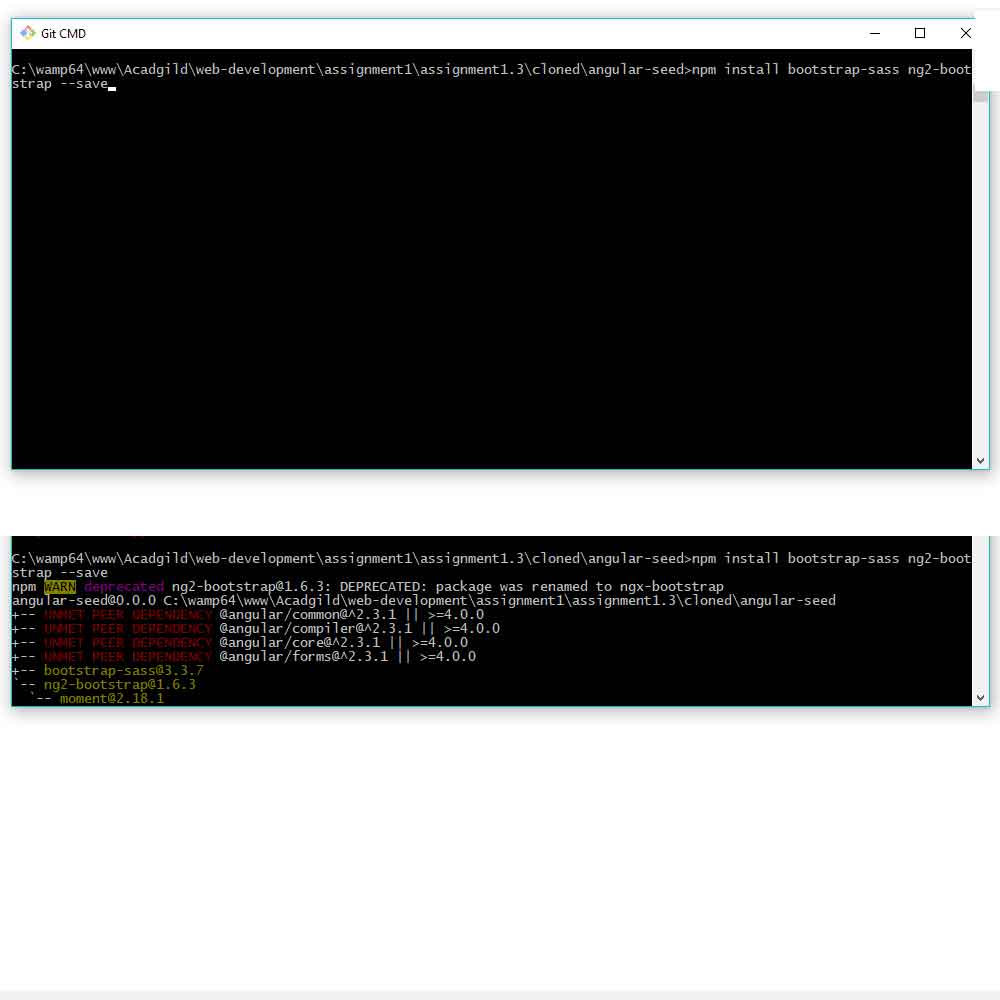 Git CMD
C:\wamp64\www\Acadgild\web-development\assignment1\assignment1.3\cloned\angular-seed>npm install bootstrap-sass ng2-boot
strap --save
C:\wamp64\www\Acadgild\web-development\assignment1\assignment1.3\cloned\angular-seed>npm install bootstrap-sass ng2-boot
strap --save
npm WARN deprecated ng2-bootstrap@1.6.3: DEPRECATED: package was renamed to ngx-bootstrap
angular-seed@0.0.0 C:\wamp64\www\Acadgild\web-development\assignment1\assignment1.3\cloned\angular-seed
+-- UNMET PEER DEPENDENCY @angular/common@^2.3.1 || >=4.0.0
+-- UNMET PEER DEPENDENCY @angular/compiler@^2.3.1 || >=4.0.0
+-- UNMET PEER DEPENDENCY @angular/core@^2.3.1 || >=4.0.0
+-- UNMET PEER DEPENDENCY @angular/forms@^2.3.1 || >=4.0.0
+-- bootstrap-sass@3.3.7
`-- ng2-bootstrap@1.6.3
  `-- moment@2.18.1